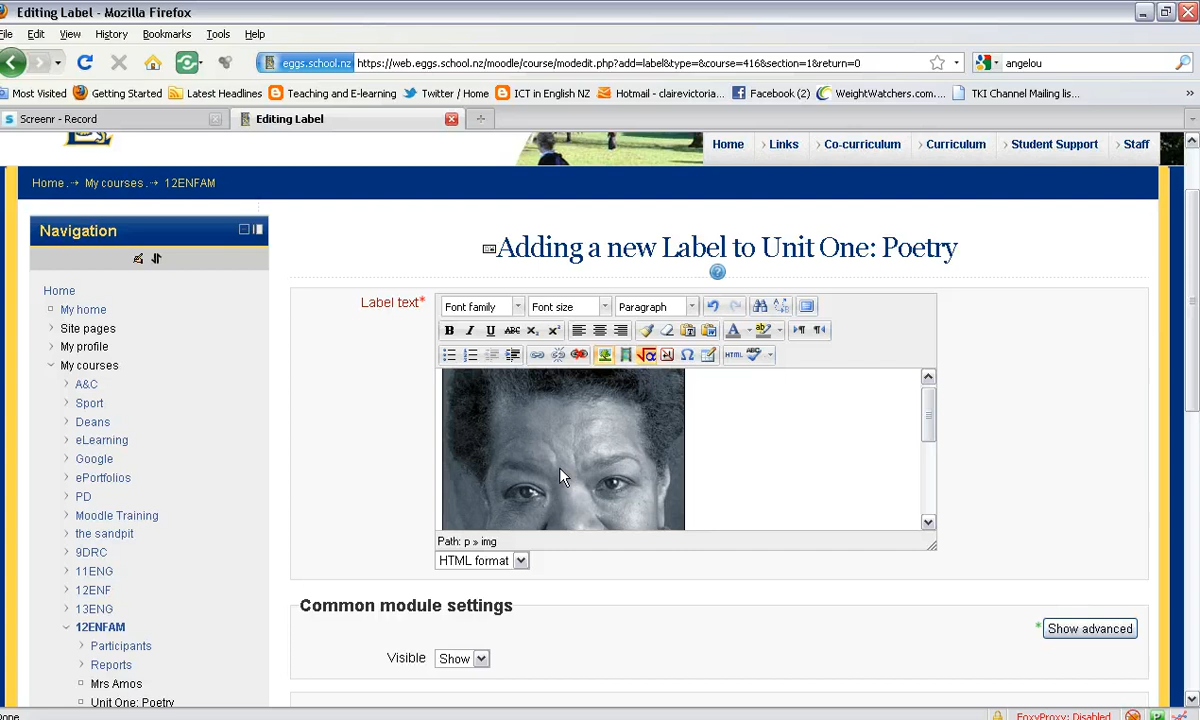 Editing Label - Mozilla Firefox
File Edit View History Bookmarks Tools Help
eggs.school.nz https://web.eggs.school.nz/moodle/course/modedit.php?add=label&type=&course=416&section=1&return=0 angelou
Most Visited Getting Started Latest Headlines Teaching and E-learning Twitter / Home ICT in English NZ Hotmail - clairevictoria... Facebook (2) WeightWatchers.com.... TKI Channel Mailing lis... »
Screenr - Record Editing Label
Home Links Co-curriculum Curriculum Student Support Staff
Home My courses 12ENFAM
Navigation
Adding a new Label to Unit One: Poetry
Home
My home
Site pages
My profile
My courses
A&C
Sport
Deans
eLearning
Google
ePortfolios
PD
Moodle Training
the sandpit
9DRC
11ENG
12ENF
13ENG
12ENFAM
Participants
Reports
Mrs Amos
Unit One: Poetry
Label text*
Font family Font size Paragraph
B I U ABC X₂ X² A ab
√α Ω HTML ABC
Path: p » img
HTML format
Common module settings
* Show advanced
Visible Show
Done FoxyProxy: Disabled